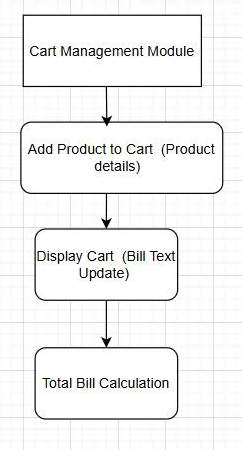 Cart Management Module
Add Product to Cart (Product
details)
Display Cart (Bill Text
Update)
Total Bill Calculation